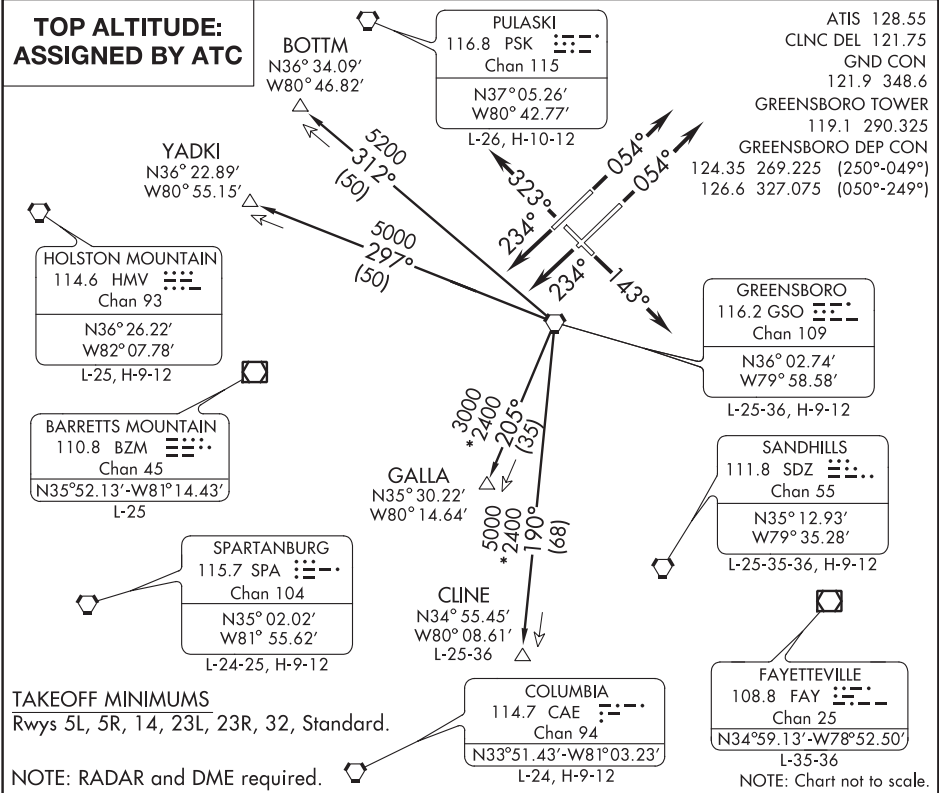 TOP ALTITUDE:
ASSIGNED BY ATC
ATIS 128.55
CLNC DEL 121.75
GND CON
121.9 348.6
GREENSBORO TOWER
119.1 290.325
GREENSBORO DEP CON
124.35 269.225 (250°-049°)
126.6 327.075 (050°-249°)
PULASKI
116.8 PSK
Chan 115
N37°05.26'
W80°42.77'
L-26, H-10-12
BOTTM
N36°34.09'
W80°46.82'
5200
312°
(50)
YADKI
N36°22.89'
W80°55.15'
5000
297°
(50)
323°
054°
054°
234°
234°
143°
HOLSTON MOUNTAIN
114.6 HMV
Chan 93
N36°26.22'
W82°07.78'
L-25, H-9-12
GREENSBORO
116.2 GSO
Chan 109
N36°02.74'
W79°58.58'
L-25-36, H-9-12
BARRETTS MOUNTAIN
110.8 BZM
Chan 45
N35°52.13'-W81°14.43'
L-25
3000
*2400
205°
(35)
GALLA
N35°30.22'
W80°14.64'
5000
*2400
190°
(68)
SANDHILLS
111.8 SDZ
Chan 55
N35°12.93'
W79°35.28'
L-25-35-36, H-9-12
SPARTANBURG
115.7 SPA
Chan 104
N35°02.02'
W81°55.62'
L-24-25, H-9-12
CLINE
N34°55.45'
W80°08.61'
L-25-36
FAYETTEVILLE
108.8 FAY
Chan 25
N34°59.13'-W78°52.50'
L-35-36
COLUMBIA
114.7 CAE
Chan 94
N33°51.43'-W81°03.23'
L-24, H-9-12
TAKEOFF MINIMUMS
Rwys 5L, 5R, 14, 23L, 23R, 32, Standard.
NOTE: RADAR and DME required.
NOTE: Chart not to scale.